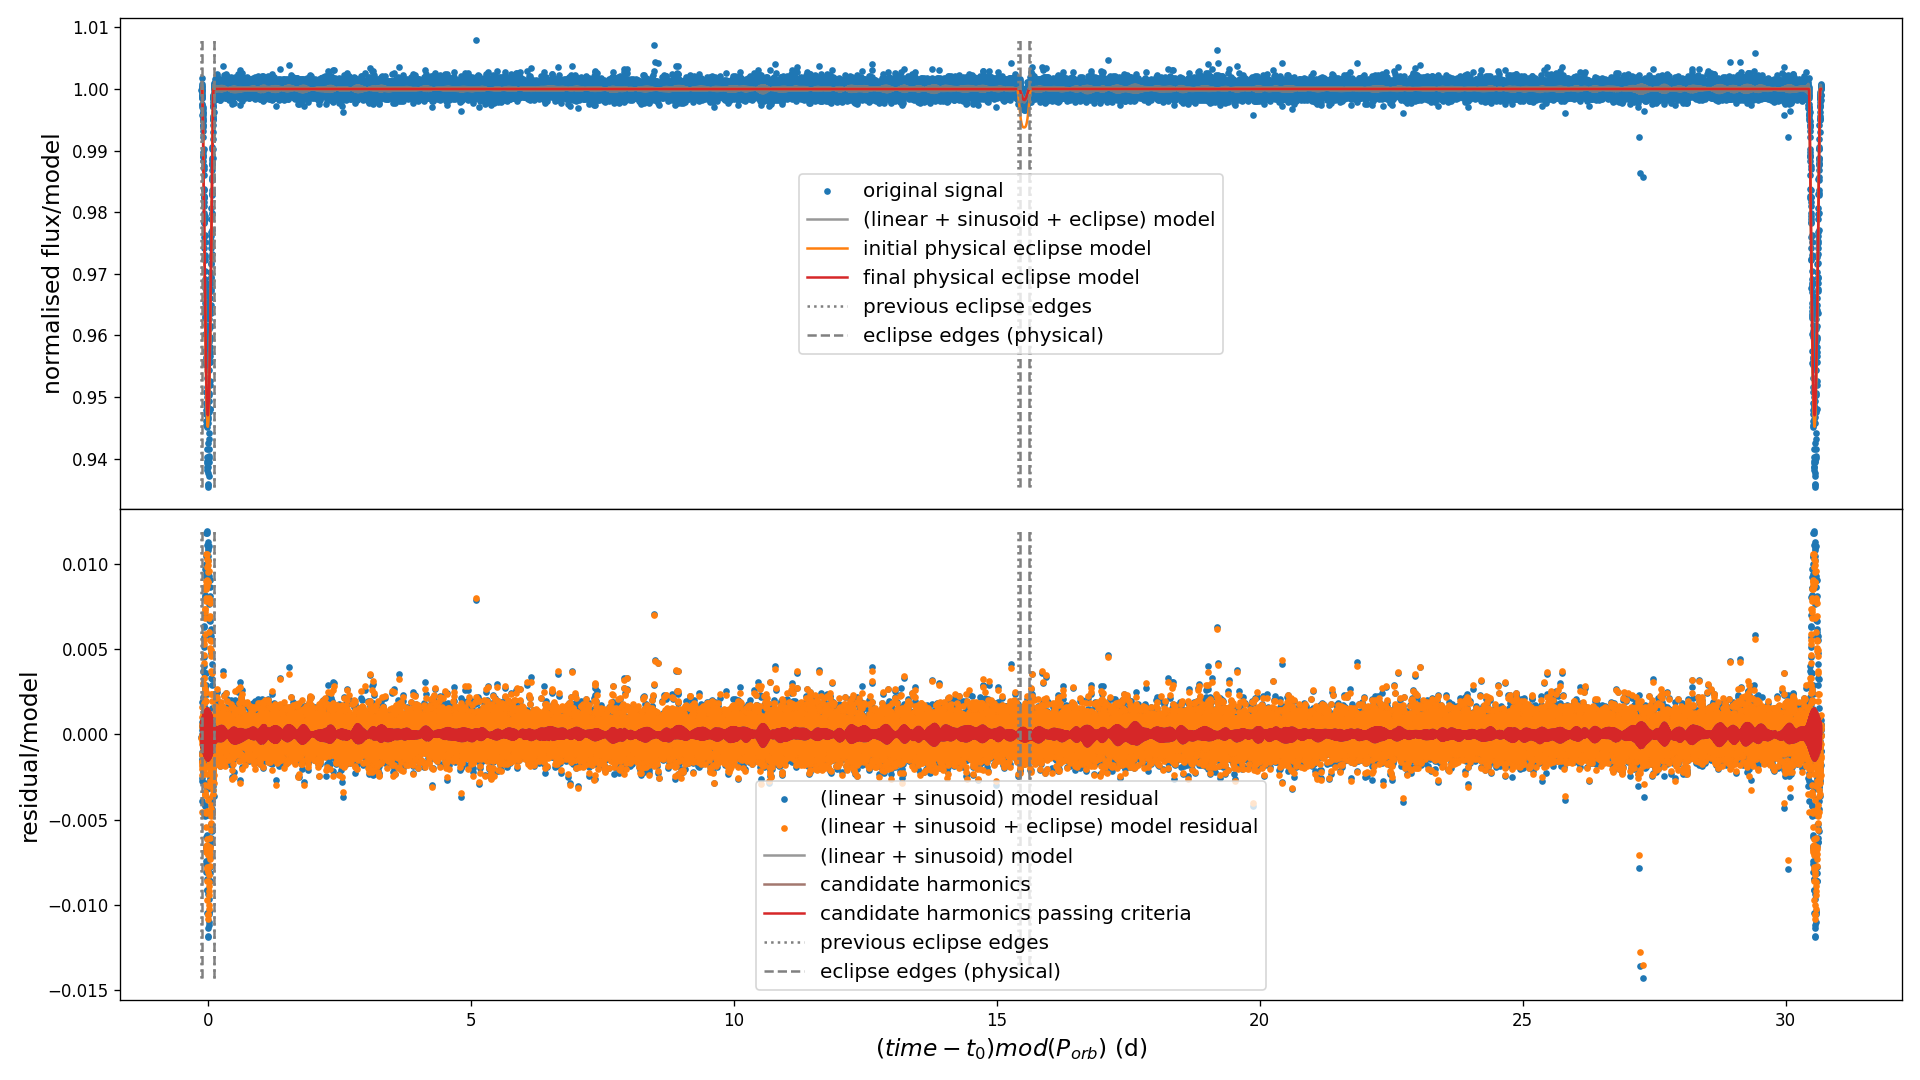 1.01
1.00
0.99
0.98
0.97
0.96
0.95
0.94
normalised flux/model
original signal
(linear + sinusoid + eclipse) model
initial physical eclipse model
final physical eclipse model
previous eclipse edges
eclipse edges (physical)
0.010
0.005
0.000
−0.005
−0.010
−0.015
residual/model
(linear + sinusoid) model residual
(linear + sinusoid + eclipse) model residual
(linear + sinusoid) model
candidate harmonics
candidate harmonics passing criteria
previous eclipse edges
eclipse edges (physical)
0 5 10 15 20 25 30
(time − t₀)mod(P_orb) (d)